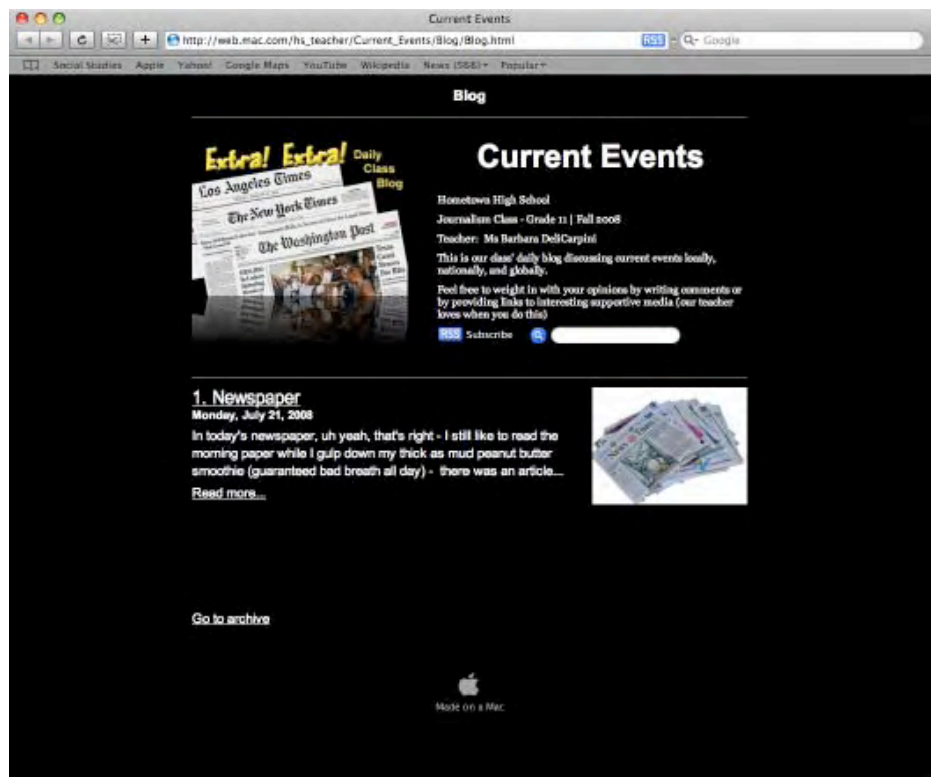 Current Events
http://web.mac.com/hs_teacher/Current_Events/Blog/Blog.html
RSS
Google
Social Studies Apple Yahoo! Google Maps YouTube Wikipedia News (588) Popular
Blog
Extra! Extra! Daily
Class
Blog
Los Angeles Times
The New York Times
The Washington Post
Current Events
Hometown High School
Journalism Class - Grade 11 | Fall 2008
Teacher: Ms Barbara DeliCarpini
This is our class' daily blog discussing current events locally,
nationally, and globally.
Feel free to weight in with your opinions by writing comments or
by providing links to interesting supportive media (our teacher
loves when you do this)
RSS Subscribe
1. Newspaper
Monday, July 21, 2008
In today's newspaper, uh yeah, that's right - I still like to read the
morning paper while I gulp down my thick as mud peanut butter
smoothie (guaranteed bad breath all day) - there was an article...
Read more...
Go to archive
Made on a Mac